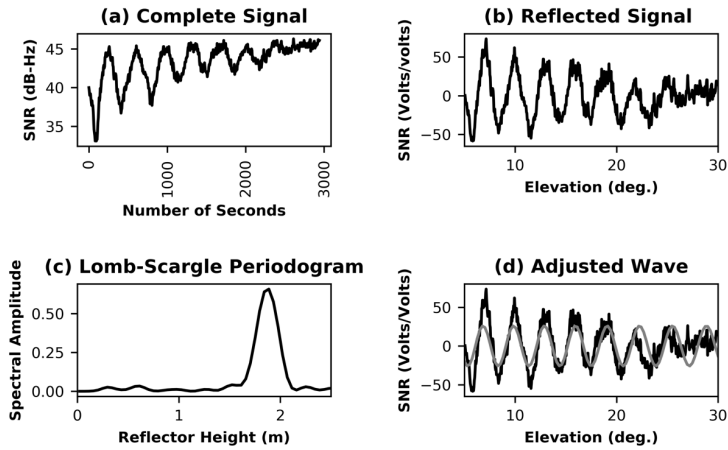 (a) Complete Signal
SNR (dB-Hz)
45
40
35
0
1000
2000
3000
Number of Seconds
(b) Reflected Signal
SNR (Volts/volts)
50
0
−50
10
20
30
Elevation (deg.)
(c) Lomb-Scargle Periodogram
Spectral Amplitude
0.50
0.25
0.00
0
1
2
Reflector Height (m)
(d) Adjusted Wave
SNR (Volts/Volts)
50
0
−50
10
20
30
Elevation (deg.)